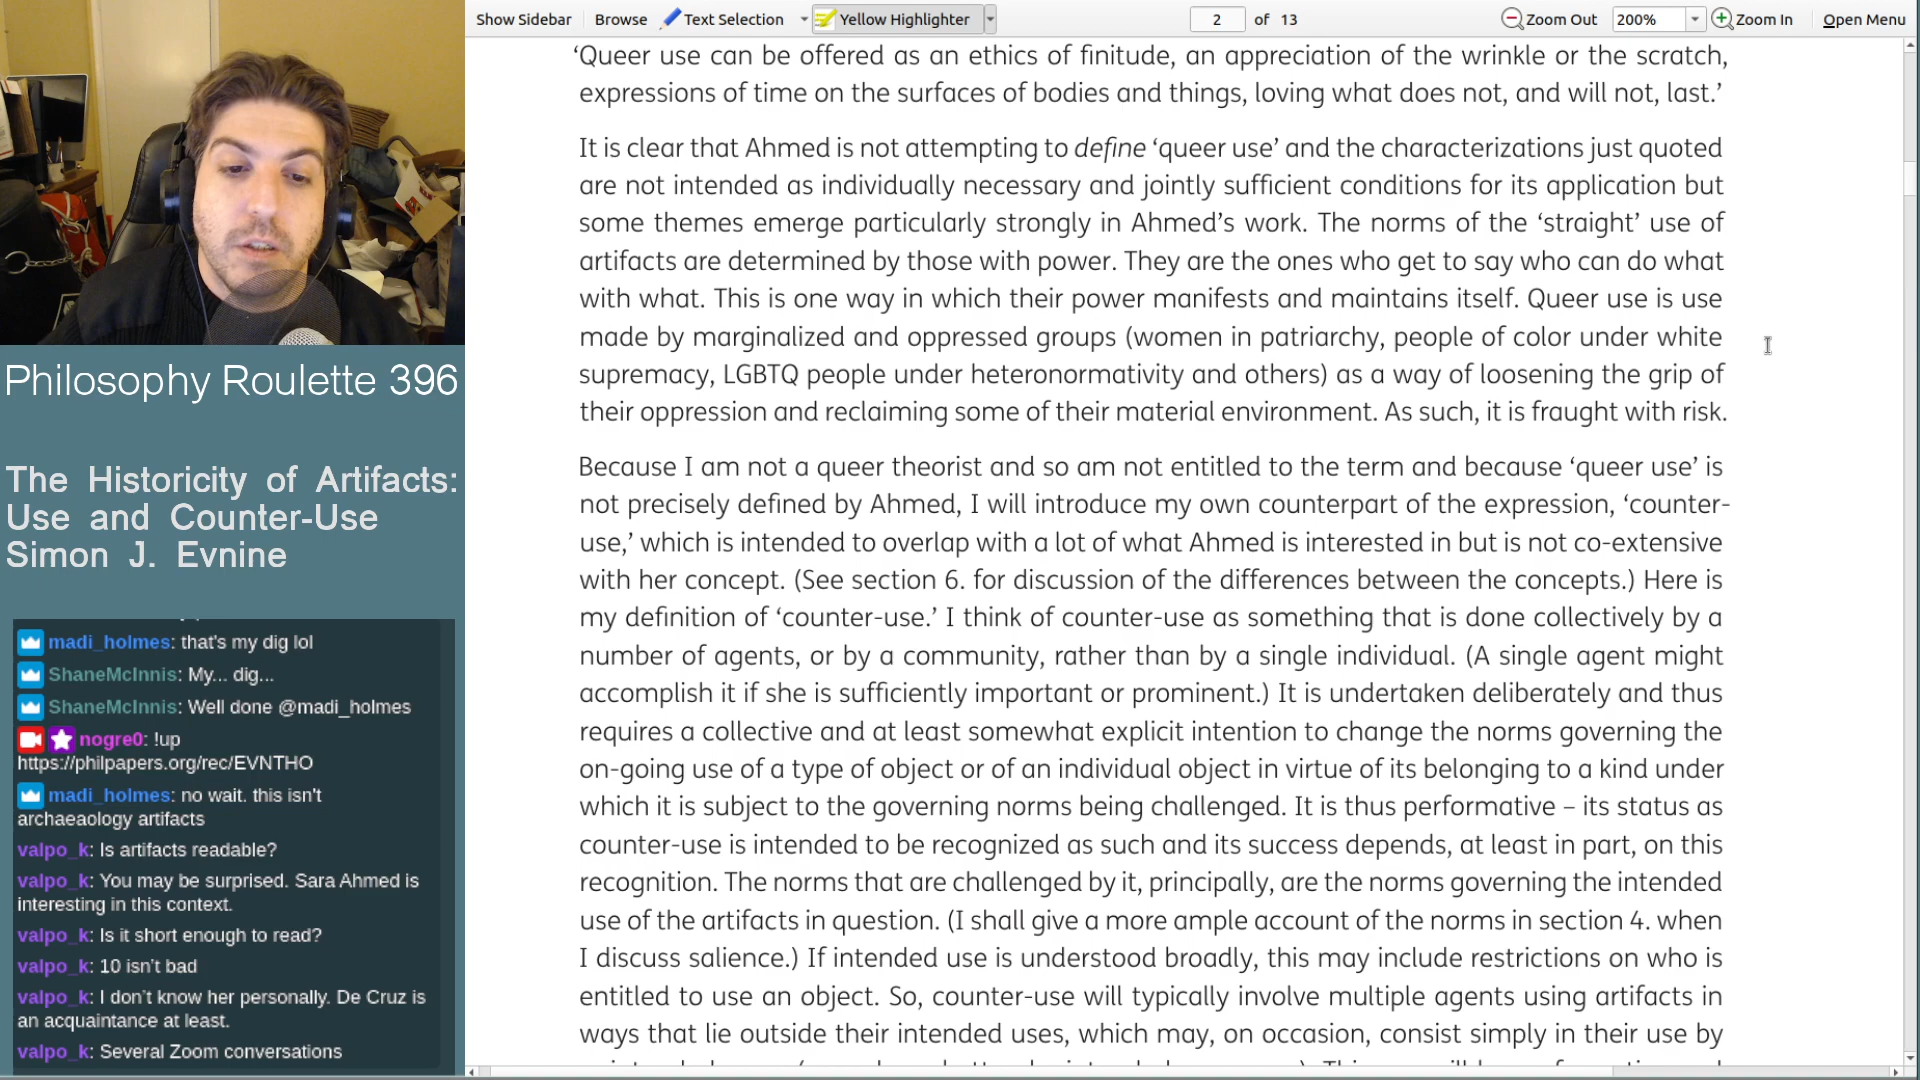 Show Sidebar Browse Text Selection Yellow Highlighter 2 of 13 Zoom Out 200% Zoom In Open Menu
‘Queer use can be offered as an ethics of finitude, an appreciation of the wrinkle or the scratch,
expressions of time on the surfaces of bodies and things, loving what does not, and will not, last.’
It is clear that Ahmed is not attempting to define ‘queer use’ and the characterizations just quoted
are not intended as individually necessary and jointly sufficient conditions for its application but
some themes emerge particularly strongly in Ahmed’s work. The norms of the ‘straight’ use of
artifacts are determined by those with power. They are the ones who get to say who can do what
with what. This is one way in which their power manifests and maintains itself. Queer use is use
made by marginalized and oppressed groups (women in patriarchy, people of color under white
supremacy, LGBTQ people under heteronormativity and others) as a way of loosening the grip of
their oppression and reclaiming some of their material environment. As such, it is fraught with risk.
Because I am not a queer theorist and so am not entitled to the term and because ‘queer use’ is
not precisely defined by Ahmed, I will introduce my own counterpart of the expression, ‘counter-
use,’ which is intended to overlap with a lot of what Ahmed is interested in but is not co-extensive
with her concept. (See section 6. for discussion of the differences between the concepts.) Here is
my definition of ‘counter-use.’ I think of counter-use as something that is done collectively by a
number of agents, or by a community, rather than by a single individual. (A single agent might
accomplish it if she is sufficiently important or prominent.) It is undertaken deliberately and thus
requires a collective and at least somewhat explicit intention to change the norms governing the
on-going use of a type of object or of an individual object in virtue of its belonging to a kind under
which it is subject to the governing norms being challenged. It is thus performative – its status as
counter-use is intended to be recognized as such and its success depends, at least in part, on this
recognition. The norms that are challenged by it, principally, are the norms governing the intended
use of the artifacts in question. (I shall give a more ample account of the norms in section 4. when
I discuss salience.) If intended use is understood broadly, this may include restrictions on who is
entitled to use an object. So, counter-use will typically involve multiple agents using artifacts in
ways that lie outside their intended uses, which may, on occasion, consist simply in their use by
Philosophy Roulette 396
The Historicity of Artifacts:
Use and Counter-Use
Simon J. Evnine
madi_holmes: that's my dig lol
ShaneMcInnis: My... dig...
ShaneMcInnis: Well done @madi_holmes
nogre0: !up
https://philpapers.org/rec/EVNTHO
madi_holmes: no wait. this isn't
archaeaology artifacts
valpo_k: Is artifacts readable?
valpo_k: You may be surprised. Sara Ahmed is
interesting in this context.
valpo_k: Is it short enough to read?
valpo_k: 10 isn't bad
valpo_k: I don't know her personally. De Cruz is
an acquaintance at least.
valpo_k: Several Zoom conversations